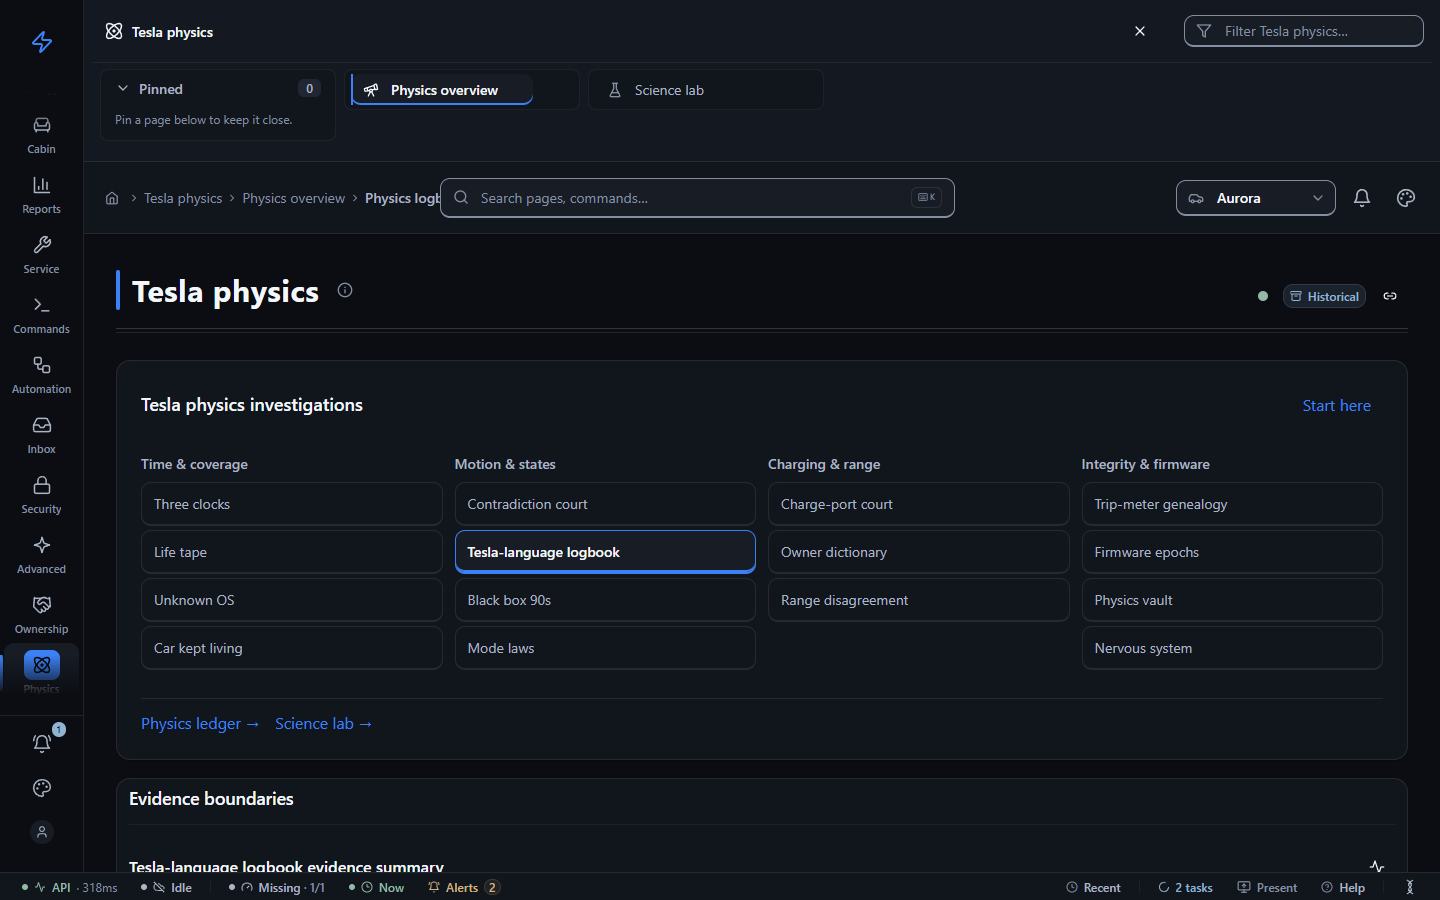 Tesla physics
Filter Tesla physics...
Pinned
0
Pin a page below to keep it close.
Physics overview
Science lab
Cabin
Reports
Service
Commands
Automation
Inbox
Security
Advanced
Ownership
Physics
1
Tesla physics
Physics overview
Physics logb
Search pages, commands...
K
Aurora
Tesla physics
Historical
Tesla physics investigations
Start here
Time & coverage
Three clocks
Life tape
Unknown OS
Car kept living
Motion & states
Contradiction court
Tesla-language logbook
Black box 90s
Mode laws
Charging & range
Charge-port court
Owner dictionary
Range disagreement
Integrity & firmware
Trip-meter genealogy
Firmware epochs
Physics vault
Nervous system
Physics ledger →
Science lab →
Evidence boundaries
Tesla-language logbook evidence summary
API · 318ms
Idle
Missing · 1/1
Now
Alerts 2
Recent
2 tasks
Present
Help